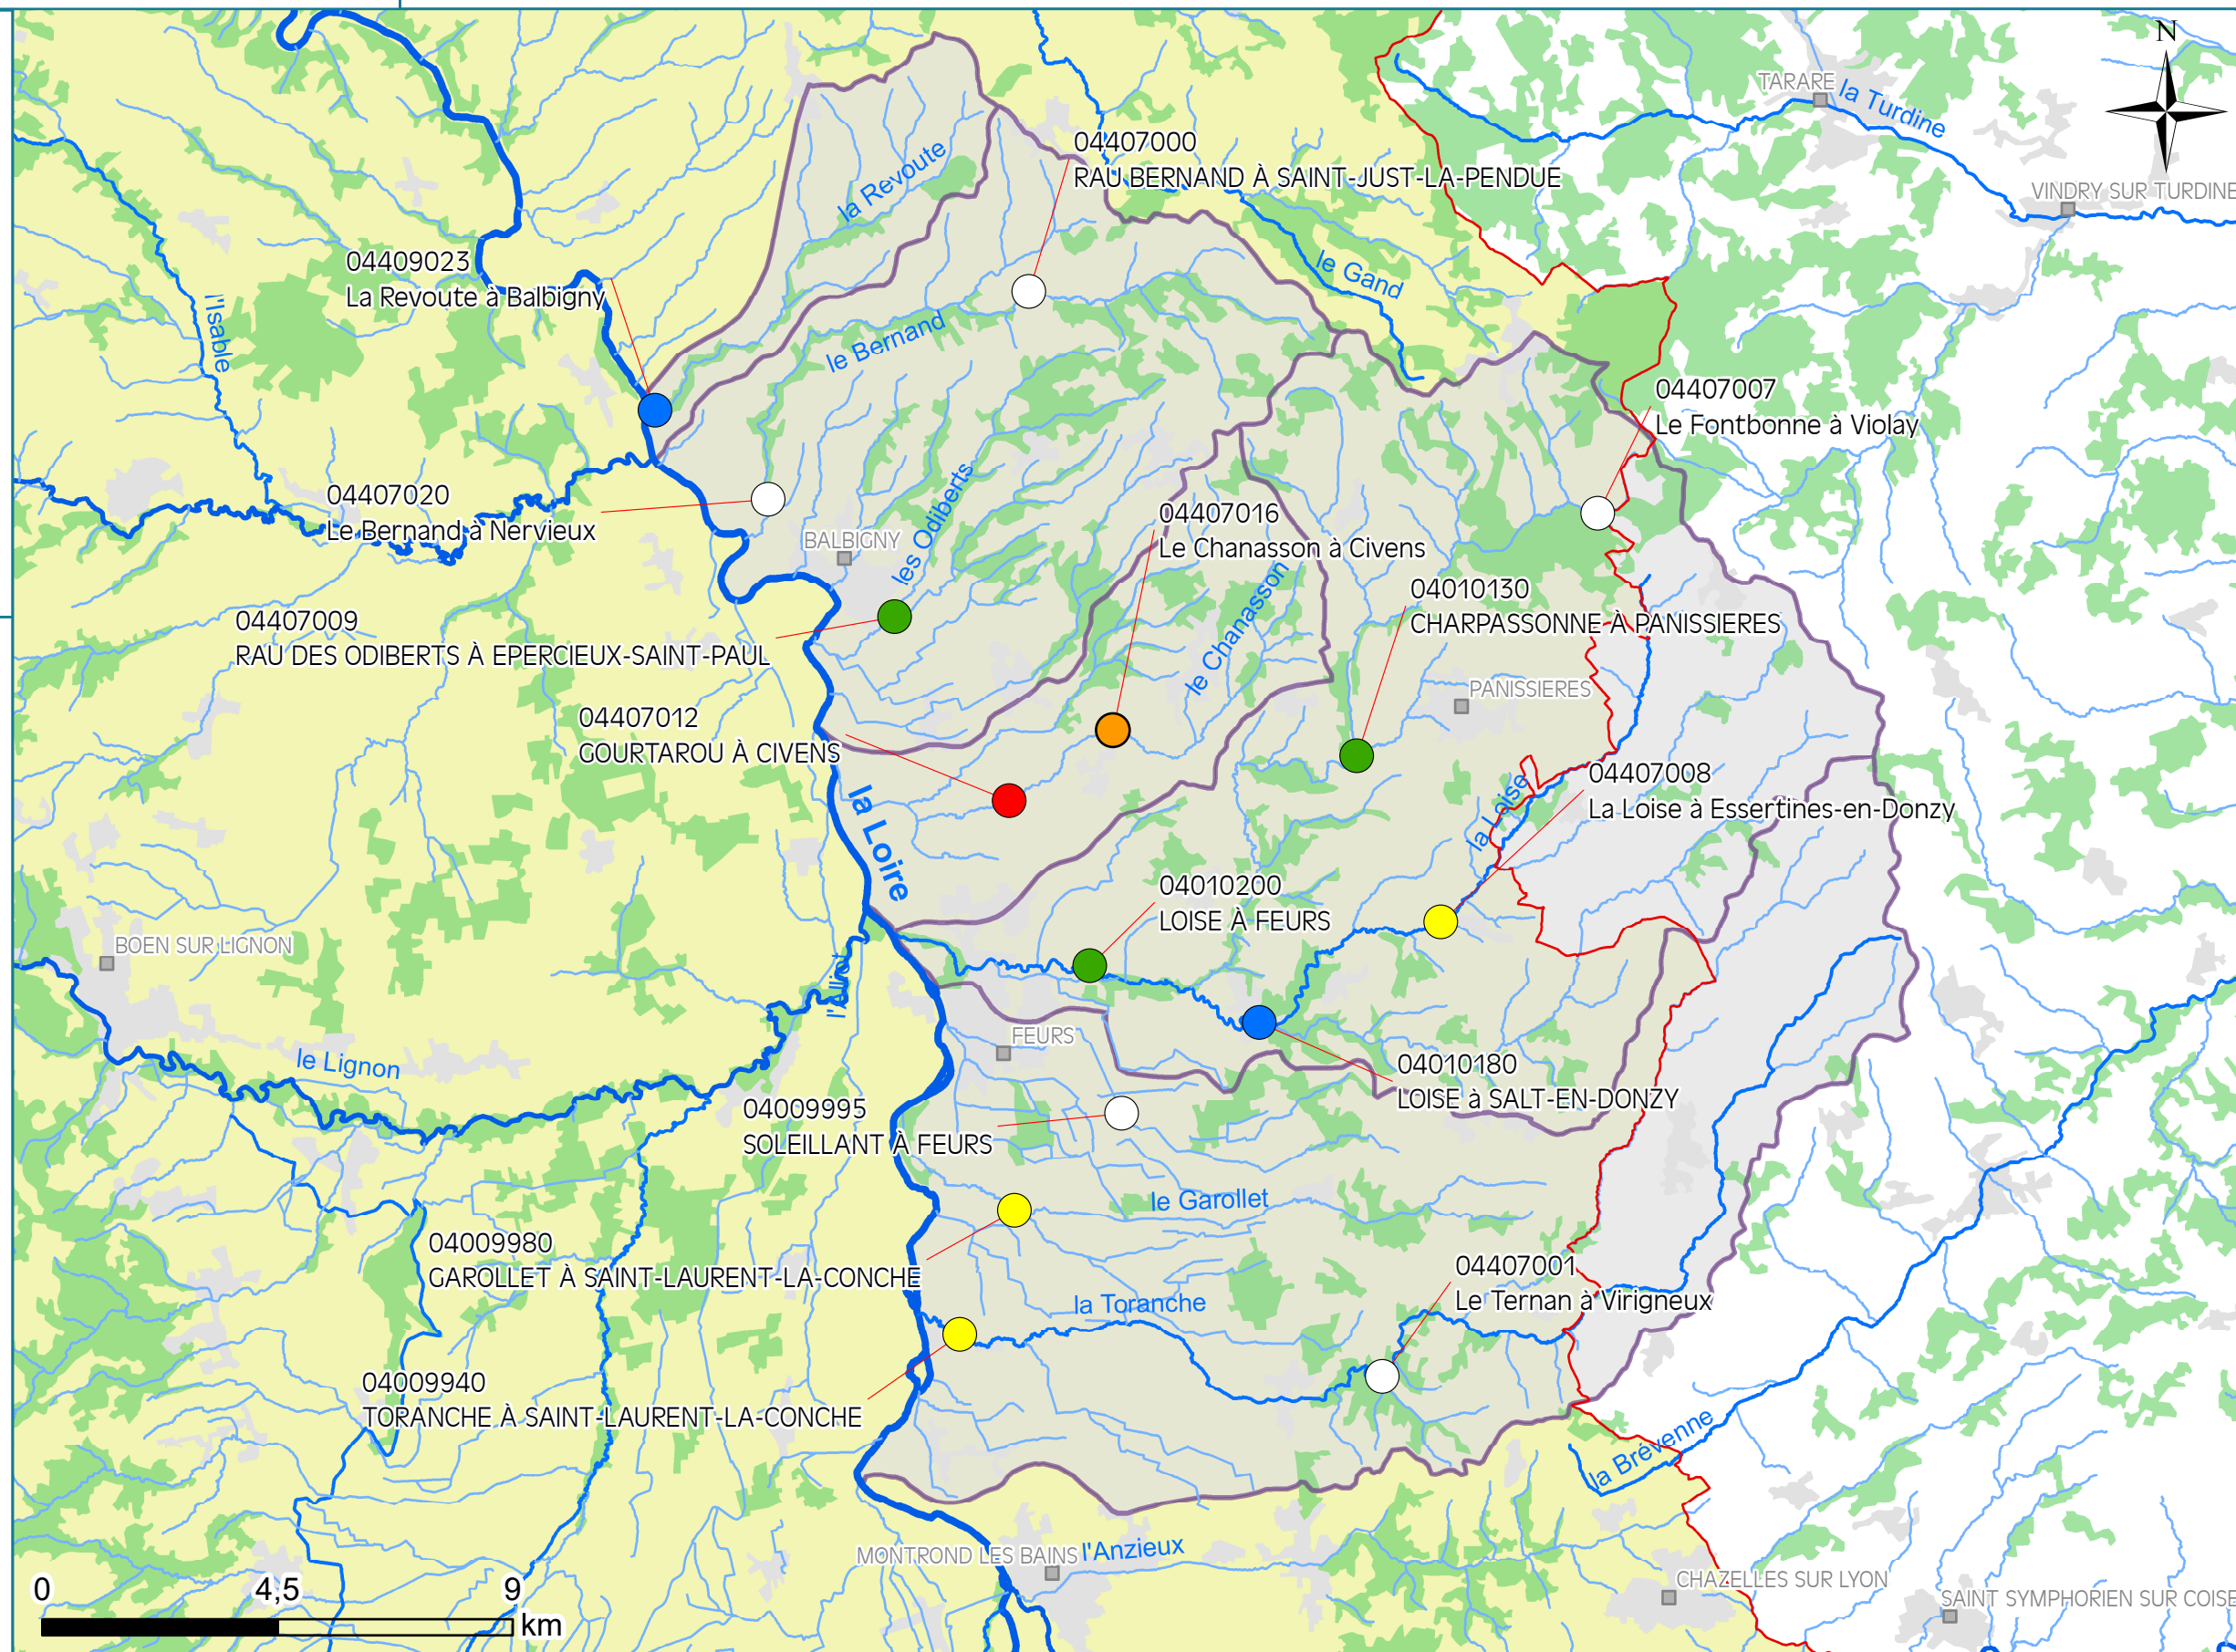 N
TARARE
la Turdine
VINDRY SUR TURDINE
04407000
RAU BERNAND À SAINT-JUST-LA-PENDUE
la Revoute
le Gand
04409023
La Revoute à Balbigny
l'Isable
le Bernand
04407007
Le Fontbonne à Violay
04407020
Le Bernand à Nervieux
BALBIGNY
les Odiberts
04407016
Le Chanasson à Civens
le Chanasson
04010130
CHARPASSONNE À PANISSIERES
04407009
RAU DES ODIBERTS À EPERCIEUX-SAINT-PAUL
PANISSIERES
04407012
GOURTAROU À CIVENS
la Loire
la Loise
04407008
La Loise à Essertines-en-Donzy
04010200
LOISE À FEURS
BOEN SUR LIGNON
FEURS
le Lignon
04010180
LOISE à SALT-EN-DONZY
04009995
SOLEILLANT À FEURS
le Garollet
04009980
GAROLLET À SAINT-LAURENT-LA-CONCHE
04407001
Le Ternan à Virigneux
la Toranche
04009940
TORANCHE À SAINT-LAURENT-LA-CONCHE
la Brévenne
MONTROND LES BAINS
l'Anzieux
CHAZELLES SUR LYON
SAINT SYMPHORIEN SUR COISE
0 4,5 9
km